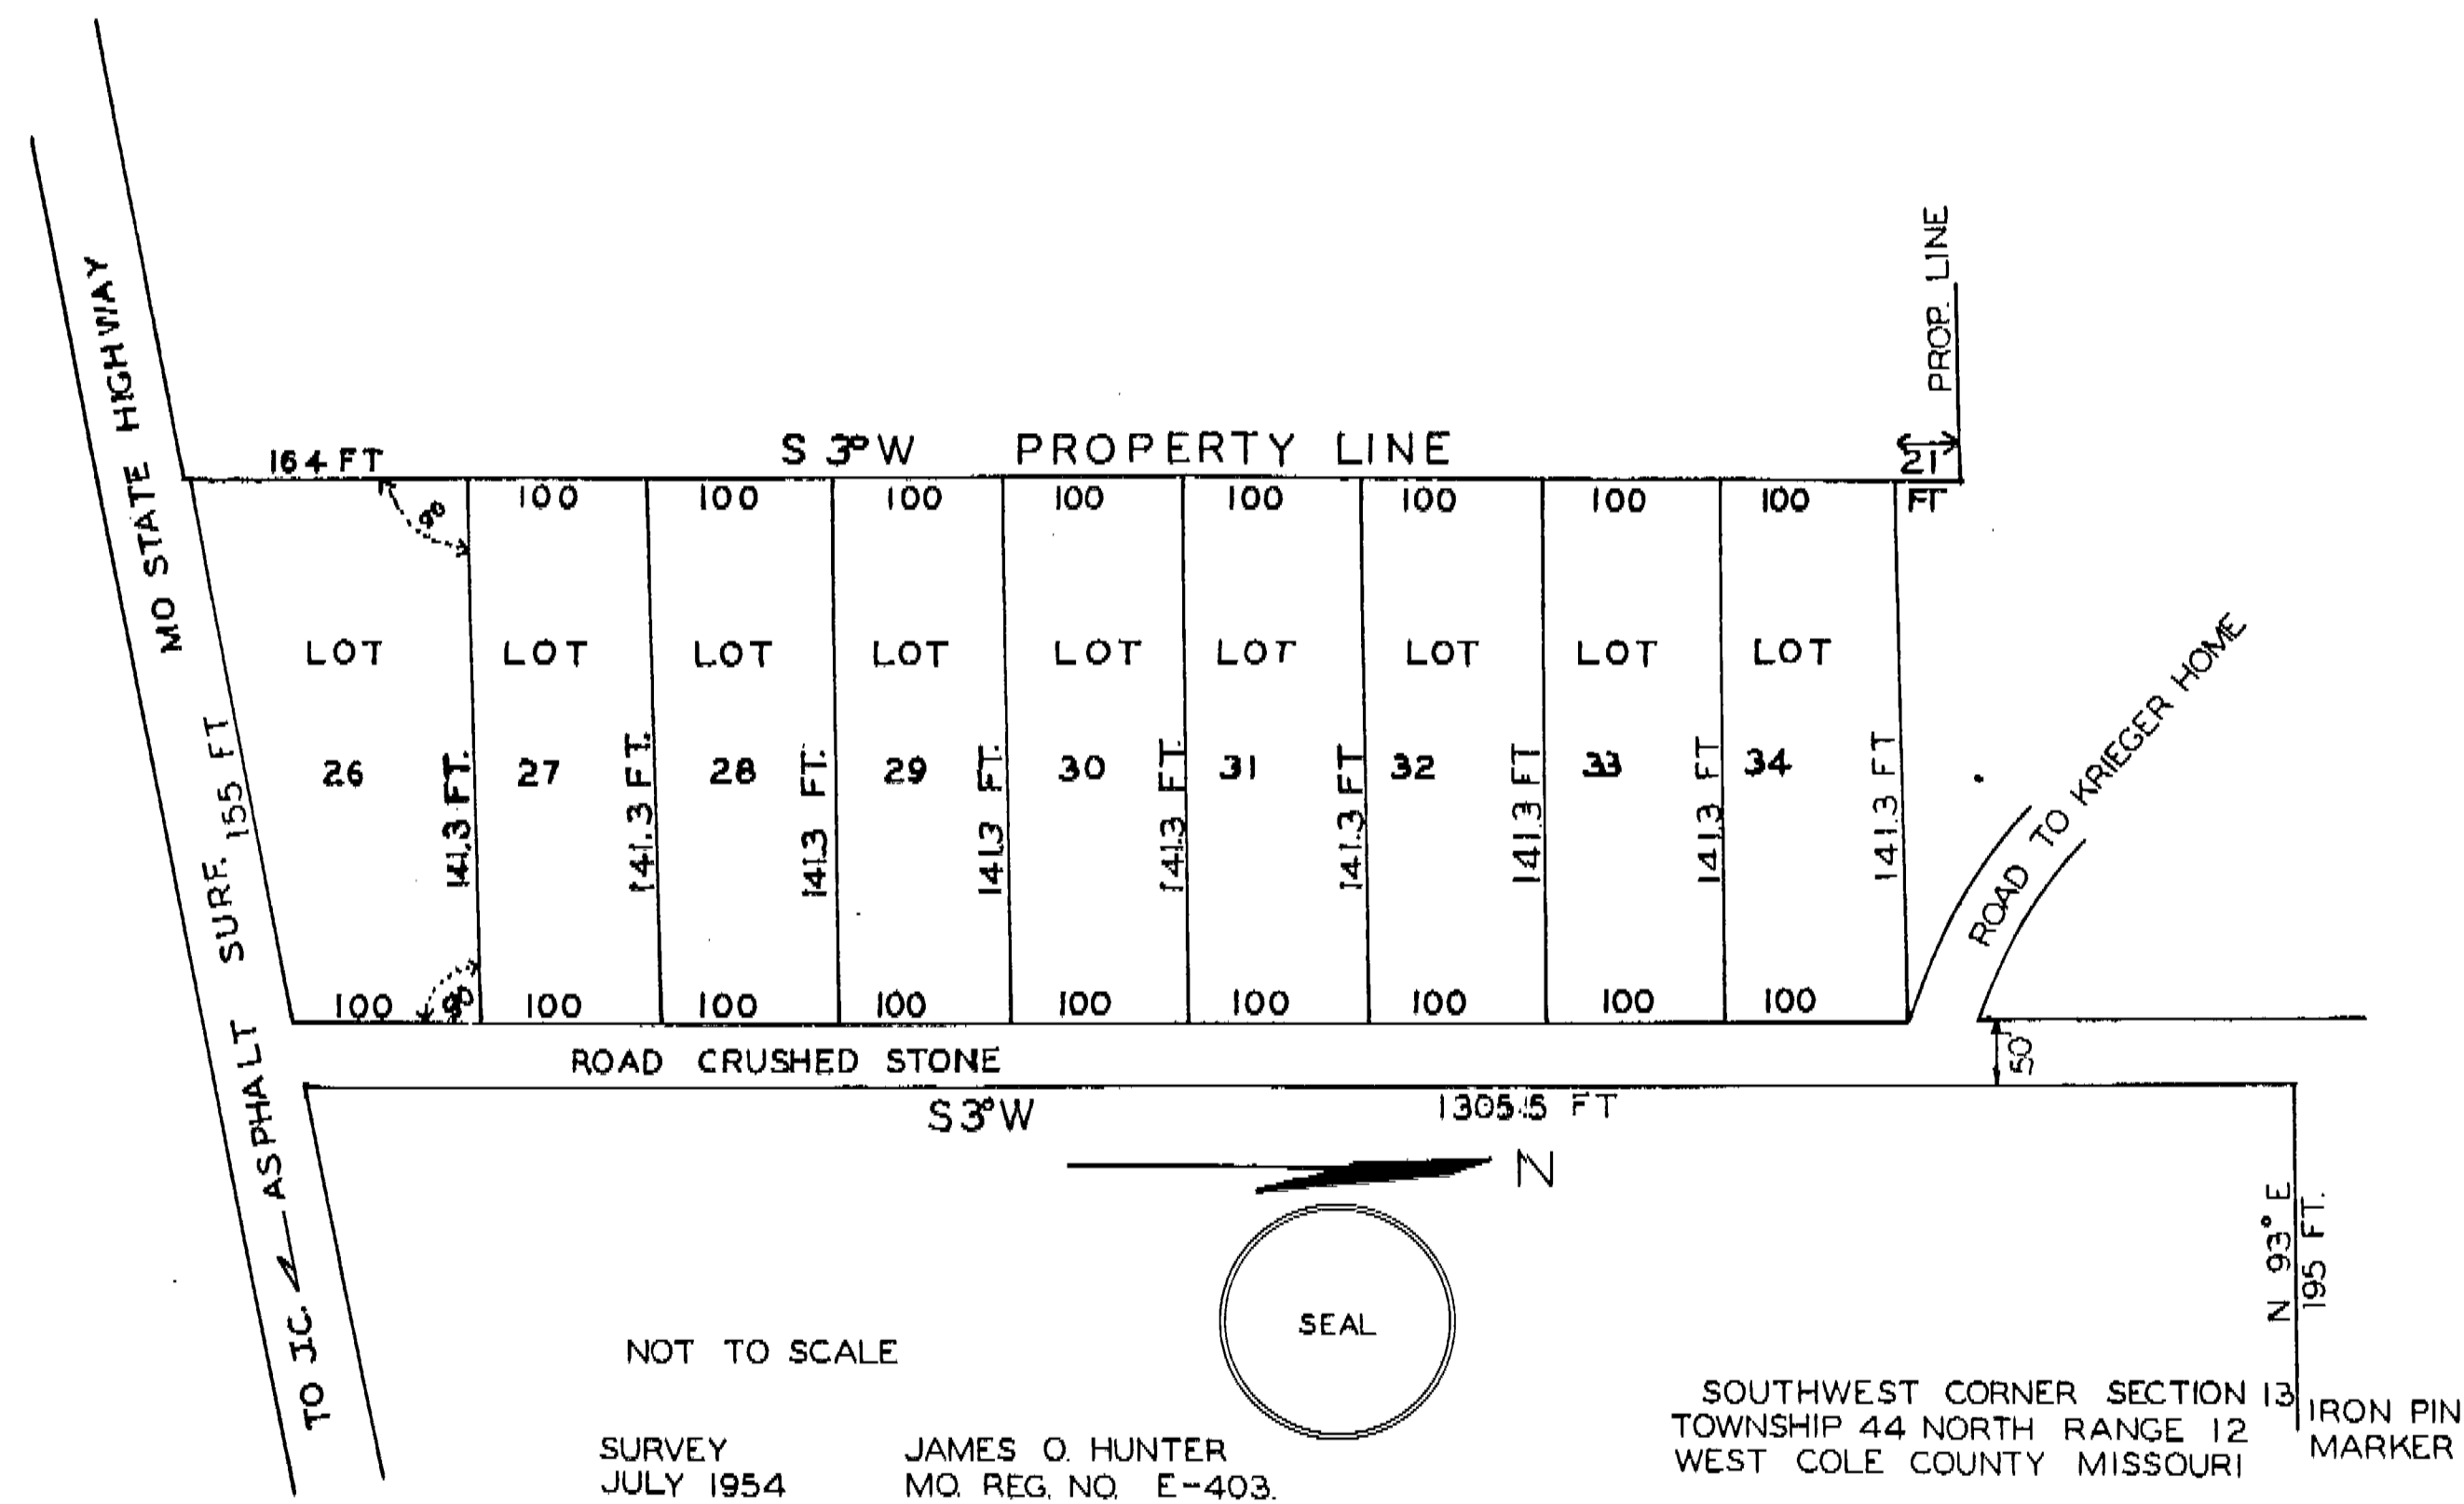 MO STATE HIGHWAY
ASPHALT SURF. 155 FT
TO J.C.
164 FT
S 3° W PROPERTY LINE
PROP. LINE
21
FT
100 100 100 100 100 100 100 100
90
LOT LOT LOT LOT LOT LOT LOT LOT LOT
26 27 28 29 30 31 32 33 34
141.3 FT. 141.3 FT. 141.3 FT. 141.3 FT. 141.3 FT. 141.3 FT 141.3 FT 141.3 FT 141.3 FT
90
100 100 100 100 100 100 100 100 100
ROAD TO KRIEGER HOME
ROAD CRUSHED STONE
50'
S 3° W
1305.5 FT
N
N 93° E
195 FT.
SEAL
NOT TO SCALE
SURVEY
JULY 1954
JAMES O. HUNTER
MO. REG. NO. E-403.
SOUTHWEST CORNER SECTION 13
TOWNSHIP 44 NORTH RANGE 12
WEST COLE COUNTY MISSOURI
IRON PIN
MARKER